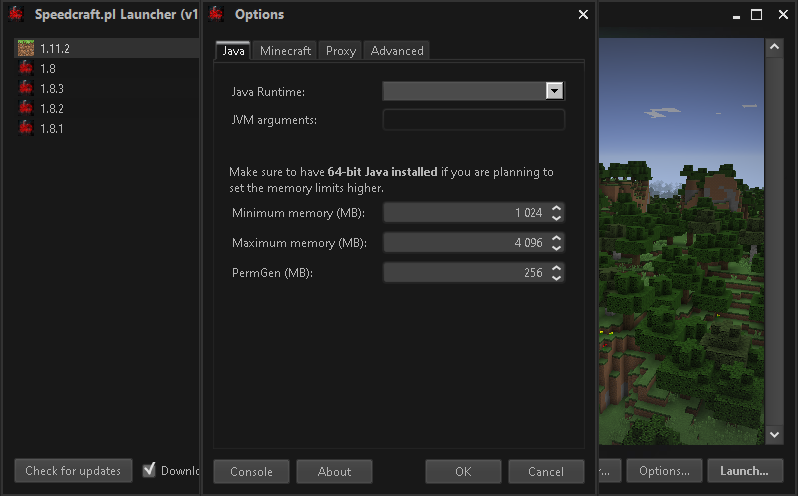 Speedcraft.pl Launcher (v1
Options
1.11.2
1.8
1.8.3
1.8.2
1.8.1
Java Minecraft Proxy Advanced
Java Runtime:
JVM arguments:
Make sure to have 64-bit Java installed if you are planning to
set the memory limits higher.
Minimum memory (MB): 1 024
Maximum memory (MB): 4 096
PermGen (MB): 256
Check for updates
Downlo
Console
About
OK
Cancel
r...
Options...
Launch...